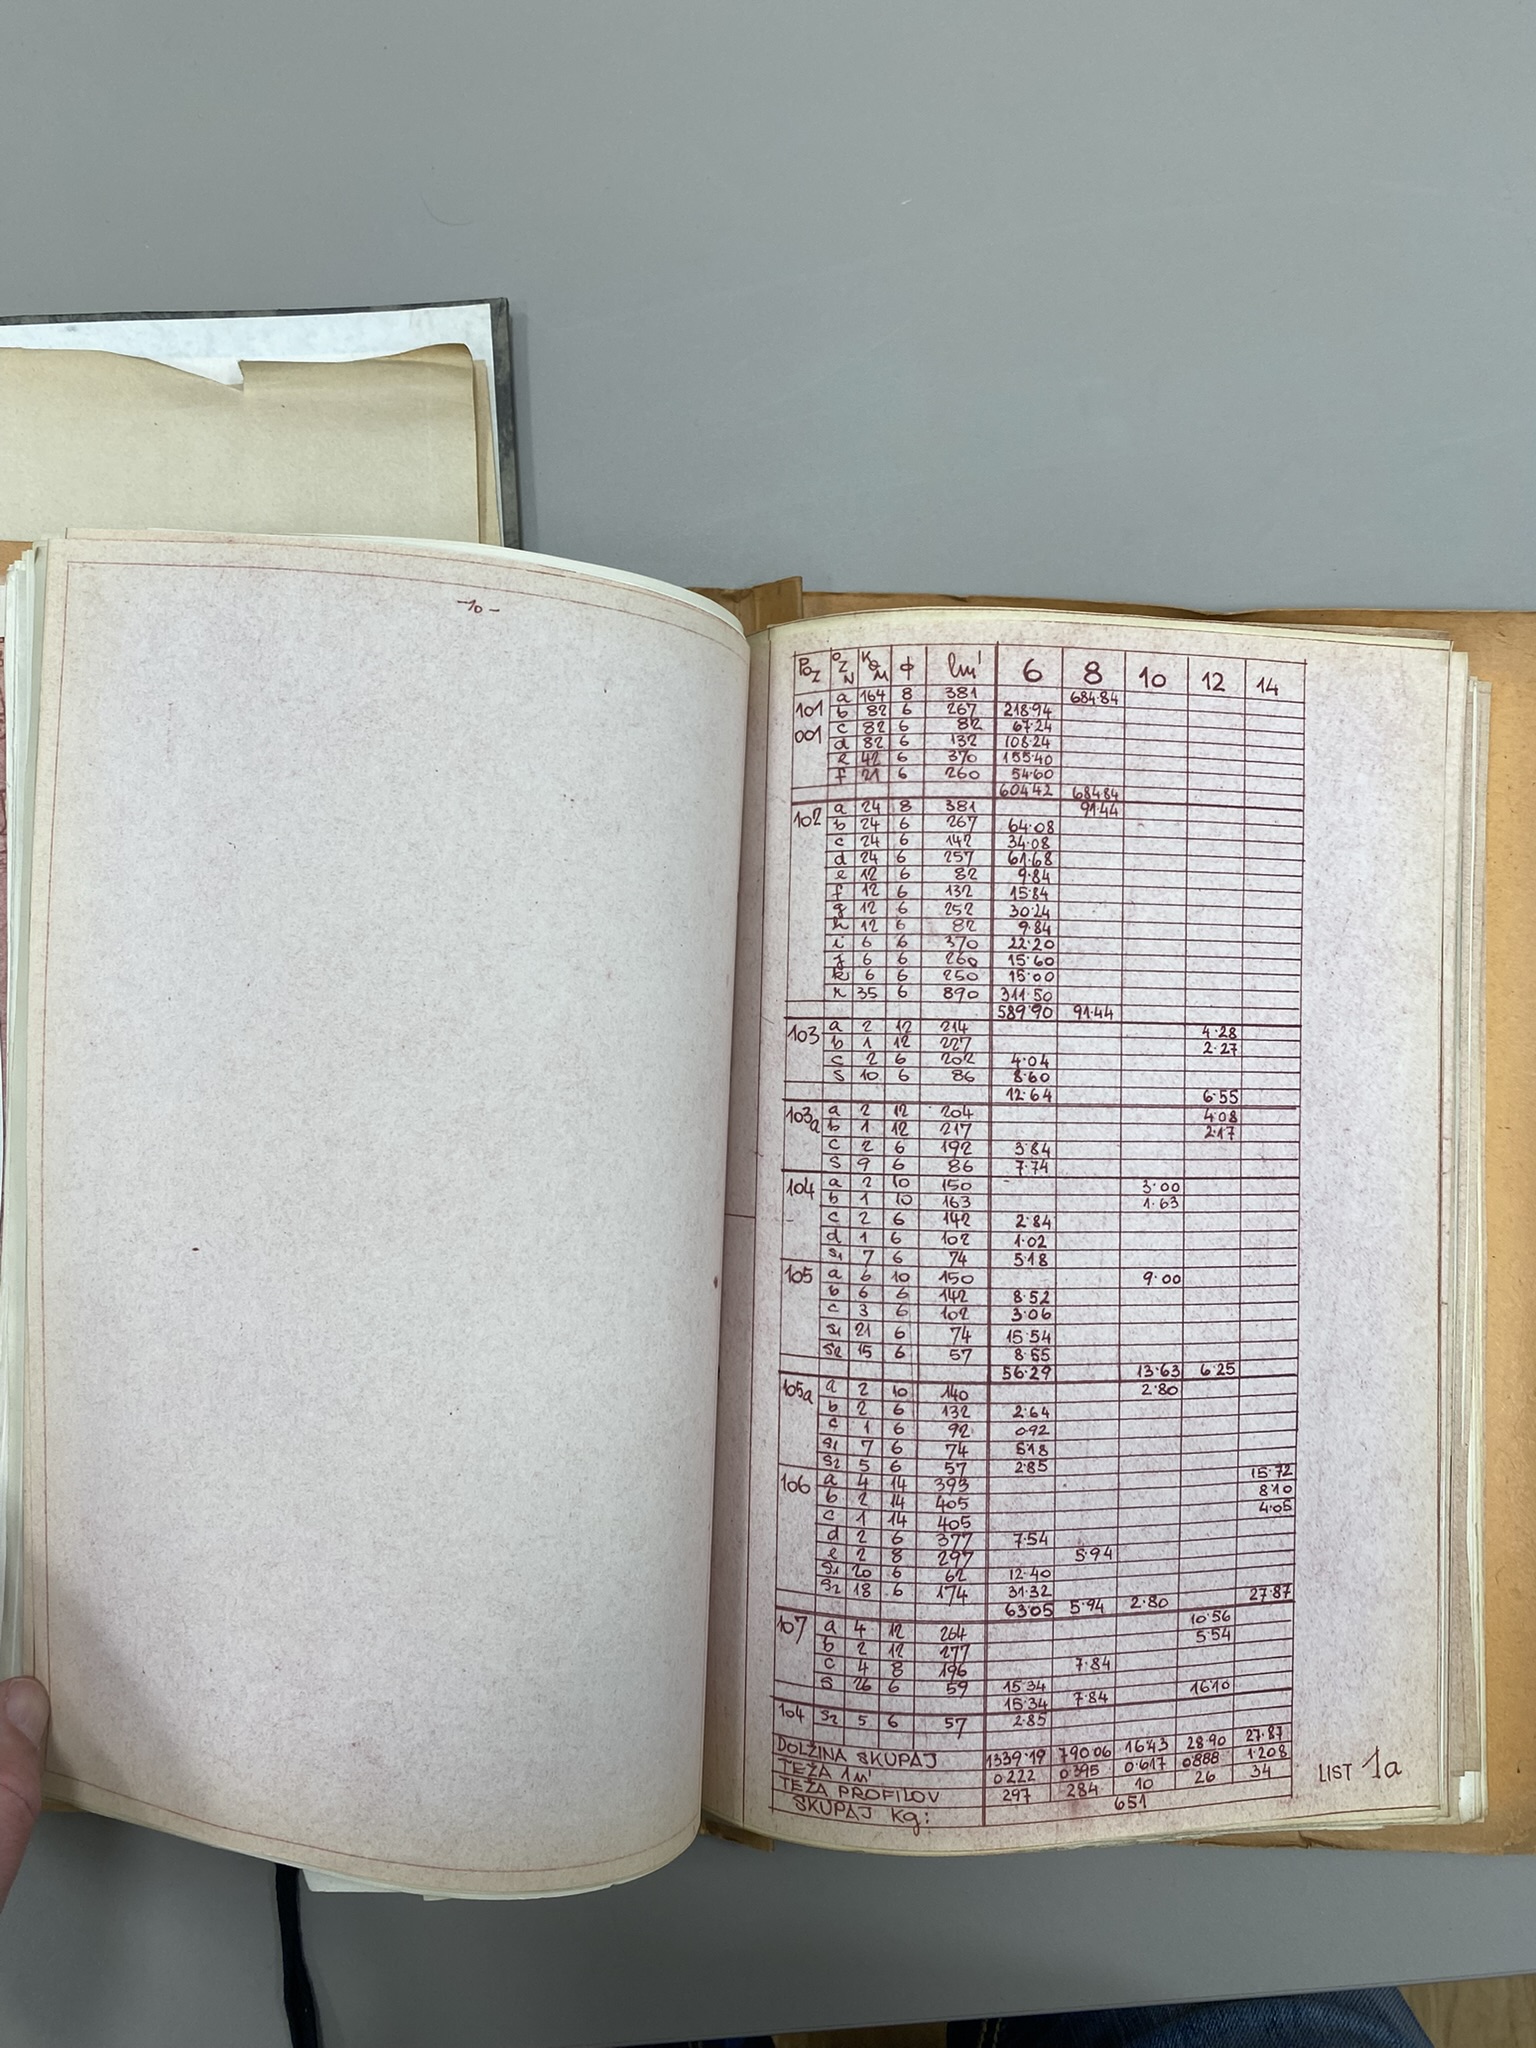 -10-
POZ OZN KOM ϕ lm' 6 8 10 12 14
101 a 164 8 381 684.84
001 b 82 6 267 218.94
c 82 6 82 67.24
d 82 6 132 108.24
e 42 6 370 155.40
f 21 6 260 54.60
604.42 684.84
102 a 24 8 381 91.44
b 24 6 267 64.08
c 24 6 142 34.08
d 24 6 257 61.68
e 12 6 82 9.84
f 12 6 132 15.84
g 12 6 252 30.24
h 12 6 82 9.84
i 6 6 370 22.20
j 6 6 260 15.60
k 6 6 250 15.00
r 35 6 890 311.50
589.90 91.44
103 a 2 12 214 4.28
b 1 12 227 2.27
c 2 6 202 4.04
s 10 6 86 8.60
12.64 6.55
103a a 2 12 204 4.08
b 1 12 217 2.17
c 2 6 192 3.84
s 9 6 86 7.74
104 a 2 10 150 3.00
b 1 10 163 1.63
c 2 6 142 2.84
d 1 6 102 1.02
s1 7 6 74 5.18
105 a 6 10 150 9.00
b 6 6 142 8.52
c 3 6 102 3.06
s1 21 6 74 15.54
s2 15 6 57 8.55
56.29 13.63 6.25
105a a 2 10 140 2.80
b 2 6 132 2.64
c 1 6 92 0.92
s1 7 6 74 5.18
s2 5 6 57 2.85
106 a 4 14 393 15.72
b 2 14 405 8.10
c 1 14 405 4.05
d 2 6 377 7.54
e 2 8 297 5.94
s1 20 6 62 12.40
s2 18 6 174 31.32
63.05 5.94 2.80 27.87
107 a 4 12 264 10.56
b 2 12 277 5.54
c 4 8 196 7.84
s 26 6 59 15.34
15.34 7.84 16.10
104 s2 5 6 57 2.85
DOLŽINA SKUPAJ 1339.19 790.06 16.43 28.90 27.87
TEŽA 1m' 0.222 0.395 0.617 0.888 1.208
TEŽA PROFILOV 297 284 10 26 34
SKUPAJ kg: 651
LIST 1a